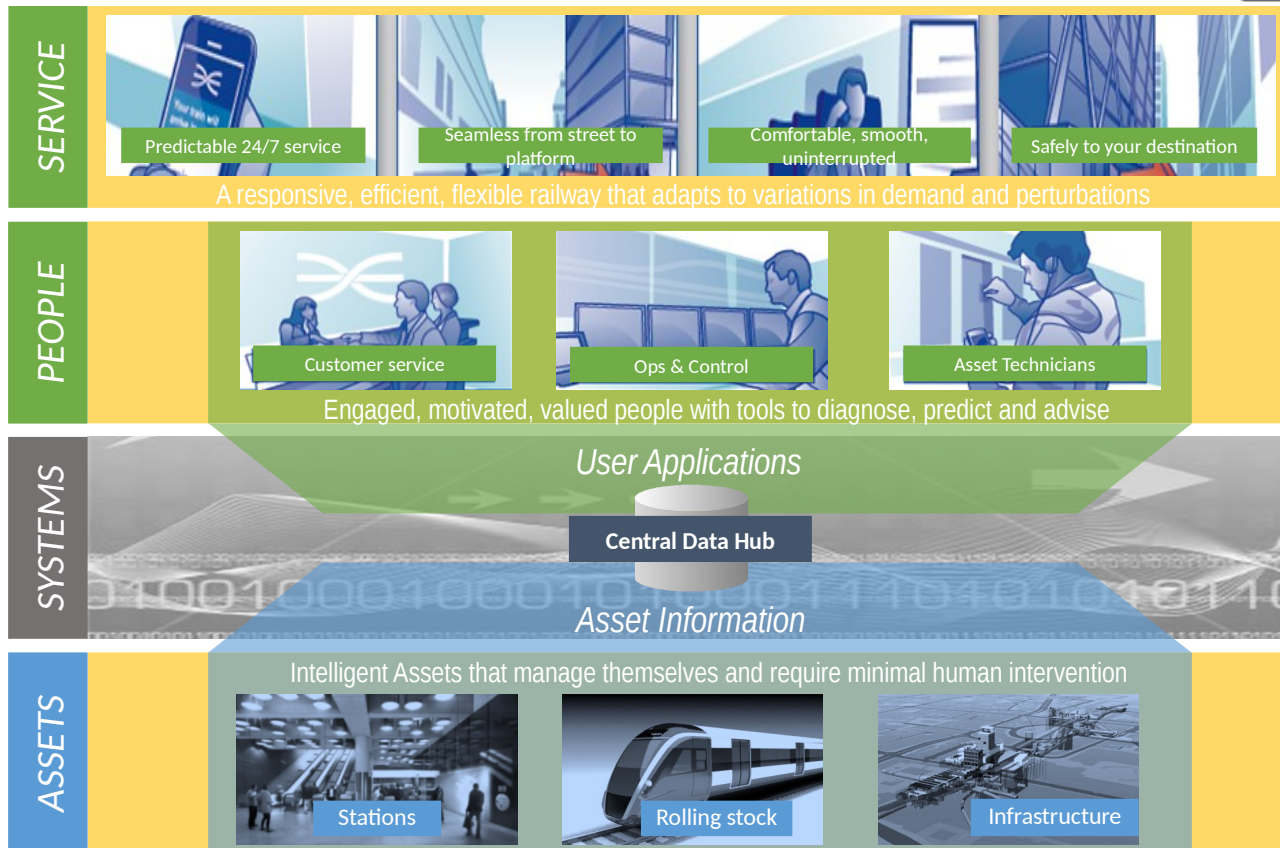 SERVICE
Your train will
Predictable 24/7 service
Seamless from street to
platform
Comfortable, smooth,
uninterrupted
Safely to your destination
A responsive, efficient, flexible railway that adapts to variations in demand and perturbations
PEOPLE
Customer service
Ops & Control
Asset Technicians
Engaged, motivated, valued people with tools to diagnose, predict and advise
SYSTEMS
User Applications
Central Data Hub
Asset Information
ASSETS
Intelligent Assets that manage themselves and require minimal human intervention
Stations
Rolling stock
Infrastructure